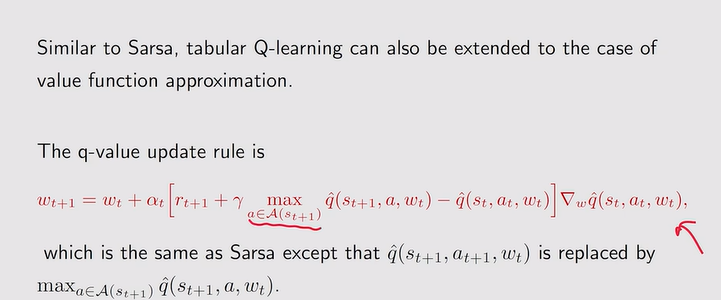 Similar to Sarsa, tabular Q-learning can also be extended to the case of
value function approximation.
The q-value update rule is
$w_{t+1} = w_t + \alpha_t \left[ r_{t+1} + \gamma \max_{a \in \mathcal{A}(s_{t+1})} \hat{q}(s_{t+1}, a, w_t) - \hat{q}(s_t, a_t, w_t) \right] \nabla_w \hat{q}(s_t, a_t, w_t),$
which is the same as Sarsa except that $\hat{q}(s_{t+1}, a_{t+1}, w_t)$ is replaced by
$\max_{a \in \mathcal{A}(s_{t+1})} \hat{q}(s_{t+1}, a, w_t).$